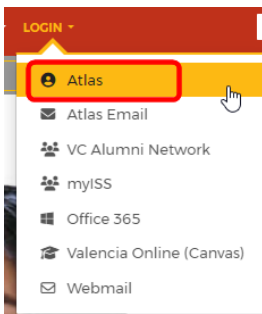 LOGIN
Atlas
Atlas Email
VC Alumni Network
myISS
Office 365
Valencia Online (Canvas)
Webmail